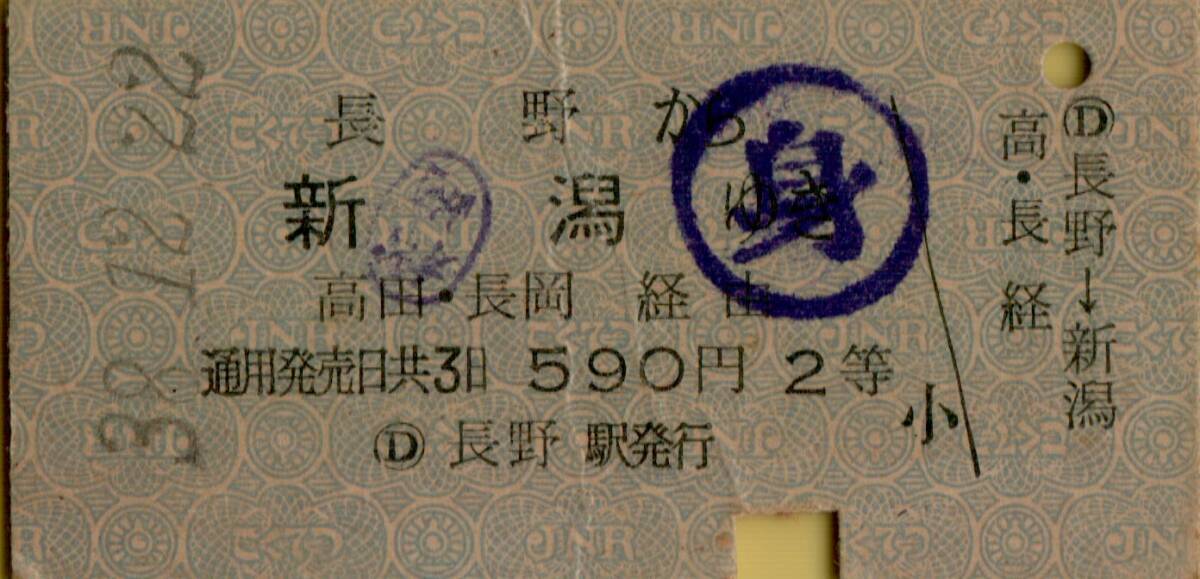 38.12.22
長野から
身
新潟ゆき
高田・長岡 経由
通用発売日共3日 590円 2等
Ⓓ 長野 駅発行
小
Ⓓ長野→新潟
高・長 経